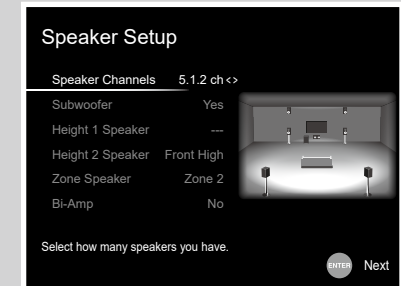 Speaker Setup
Speaker Channels 5.1.2 ch <>
Subwoofer Yes
Height 1 Speaker ---
Height 2 Speaker Front High
Zone Speaker Zone 2
Bi-Amp No
Select how many speakers you have.
ENTER Next